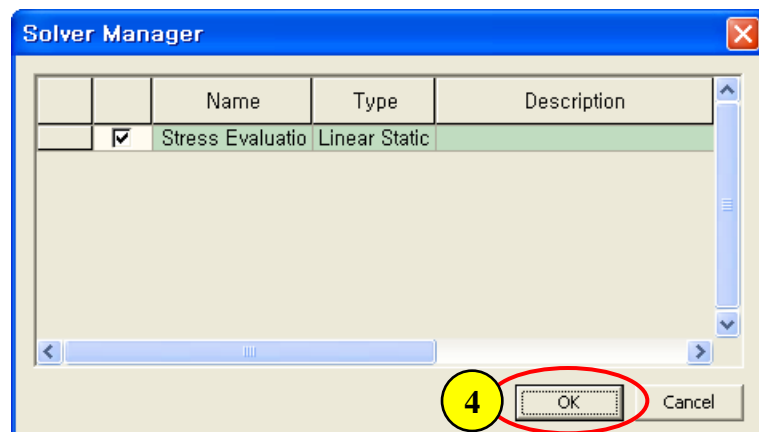 Solver Manager
Name Type Description
Stress Evaluatio Linear Static
4 OK Cancel